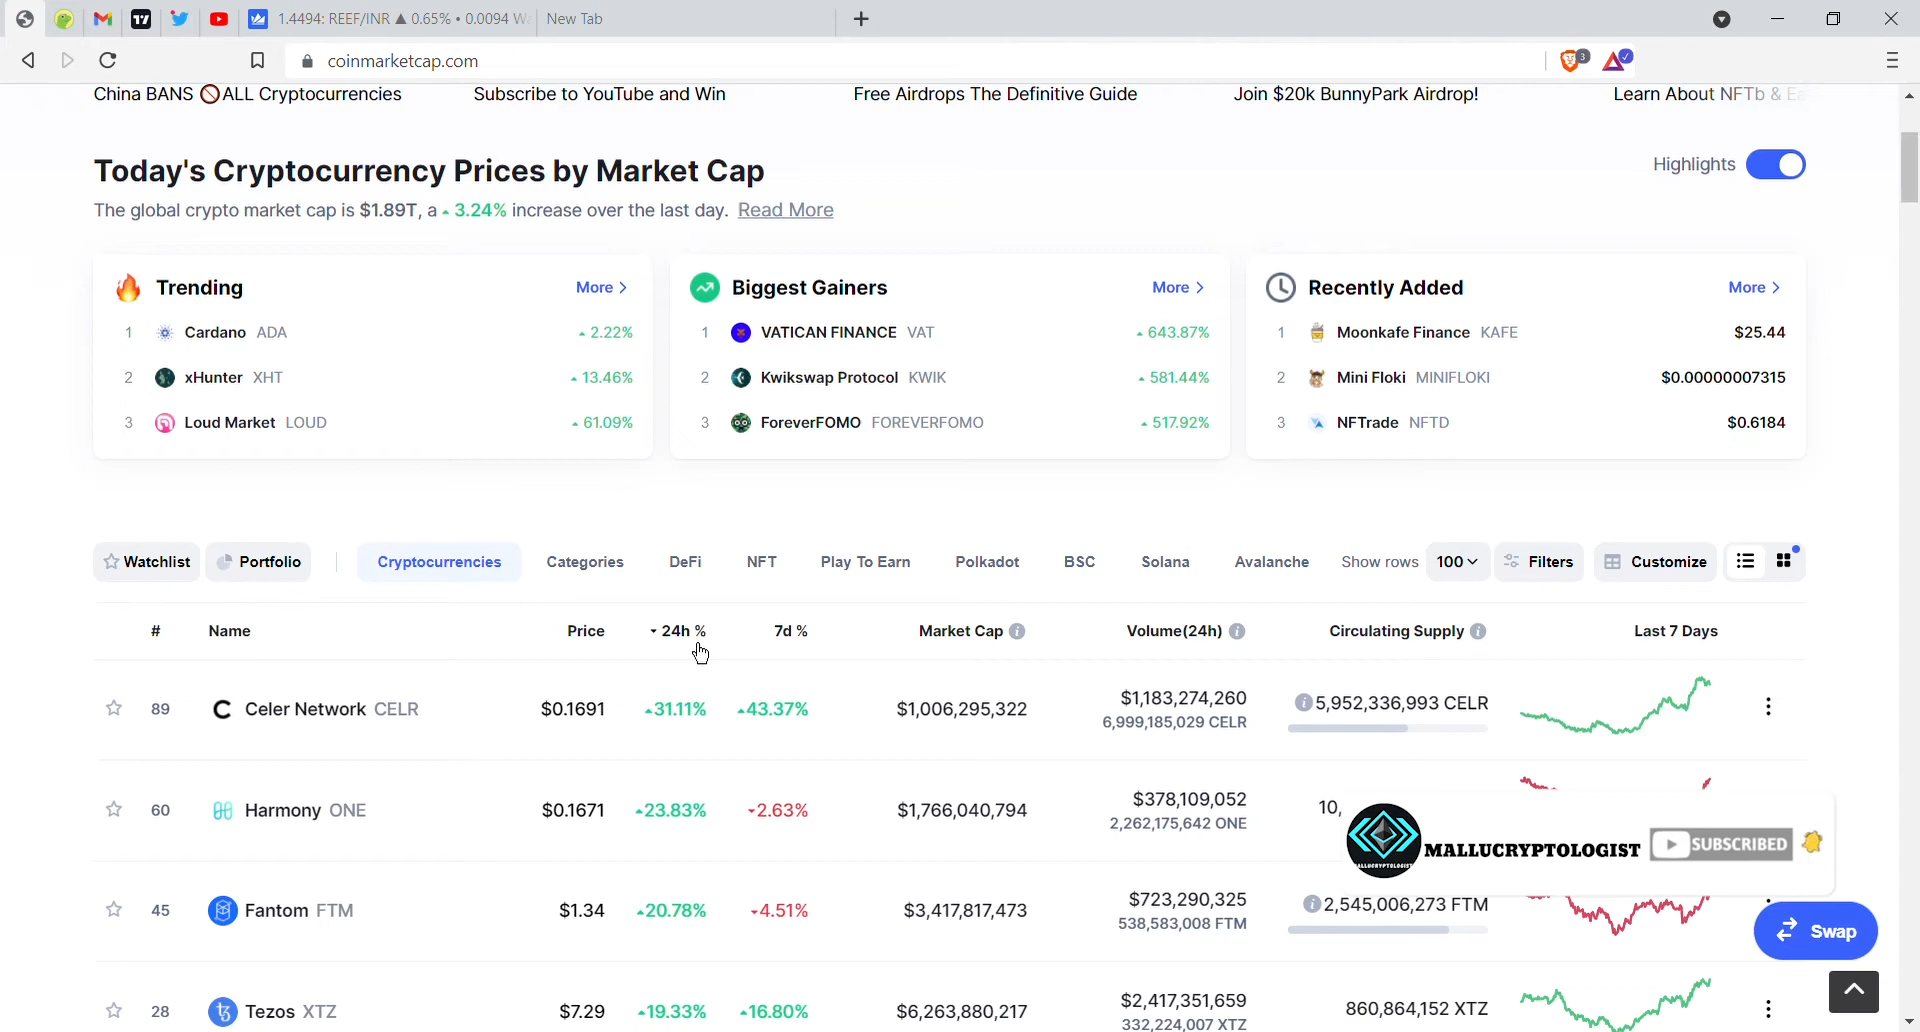 1.4494: REEF/INR ▲ 0.65% • 0.0094 W
New Tab
coinmarketcap.com
3
China BANS 🚫ALL Cryptocurrencies
Subscribe to YouTube and Win
Free Airdrops The Definitive Guide
Join $20k BunnyPark Airdrop!
Learn About NFTb & Ea
Today's Cryptocurrency Prices by Market Cap
Highlights
The global crypto market cap is $1.89T, a 3.24% increase over the last day. Read More
Trending
More >
1 Cardano ADA 2.22%
2 xHunter XHT 13.46%
3 Loud Market LOUD 61.09%
Biggest Gainers
More >
1 VATICAN FINANCE VAT 643.87%
2 Kwikswap Protocol KWIK 581.44%
3 ForeverFOMO FOREVERFOMO 517.92%
Recently Added
More >
1 Moonkafe Finance KAFE $25.44
2 Mini Floki MINIFLOKI $0.00000007315
3 NFTrade NFTD $0.6184
Watchlist Portfolio Cryptocurrencies Categories DeFi NFT Play To Earn Polkadot BSC Solana Avalanche Show rows 100 Filters Customize
# Name Price 24h % 7d % Market Cap Volume(24h) Circulating Supply Last 7 Days
89 Celer Network CELR $0.1691 31.11% 43.37% $1,006,295,322 $1,183,274,260 5,952,336,993 CELR
6,999,185,029 CELR
60 Harmony ONE $0.1671 23.83% 2.63% $1,766,040,794 $378,109,052 10,
2,262,175,642 ONE
MALLUCRYPTOLOGIST SUBSCRIBED
MALLUCRYPTOLOGIST
45 Fantom FTM $1.34 20.78% 4.51% $3,417,817,473 $723,290,325 2,545,006,273 FTM
538,583,008 FTM
Swap
28 Tezos XTZ $7.29 19.33% 16.80% $6,263,880,217 $2,417,351,659 860,864,152 XTZ
332,224,007 XTZ